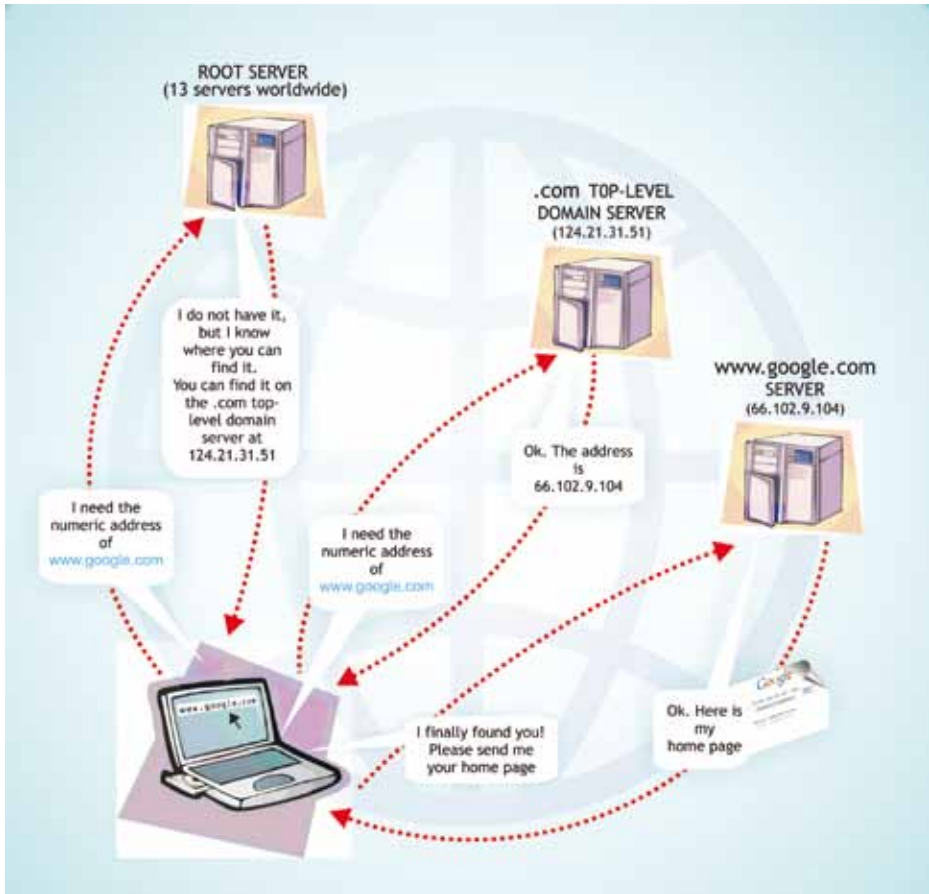 ROOT SERVER
(13 servers worldwide)
.com TOP-LEVEL
DOMAIN SERVER
(124.21.31.51)
I do not have it,
but I know
where you can
find it.
You can find it on
the .com top-
level domain
server at
124.21.31.51
www.google.com
SERVER
(66.102.9.104)
Ok. The address
is
66.102.9.104
I need the
numeric address
of
www.google.com
I need the
numeric address
of
www.google.com
www.google.com
I finally found you!
Please send me
your home page
Ok. Here is
my
home page
Google